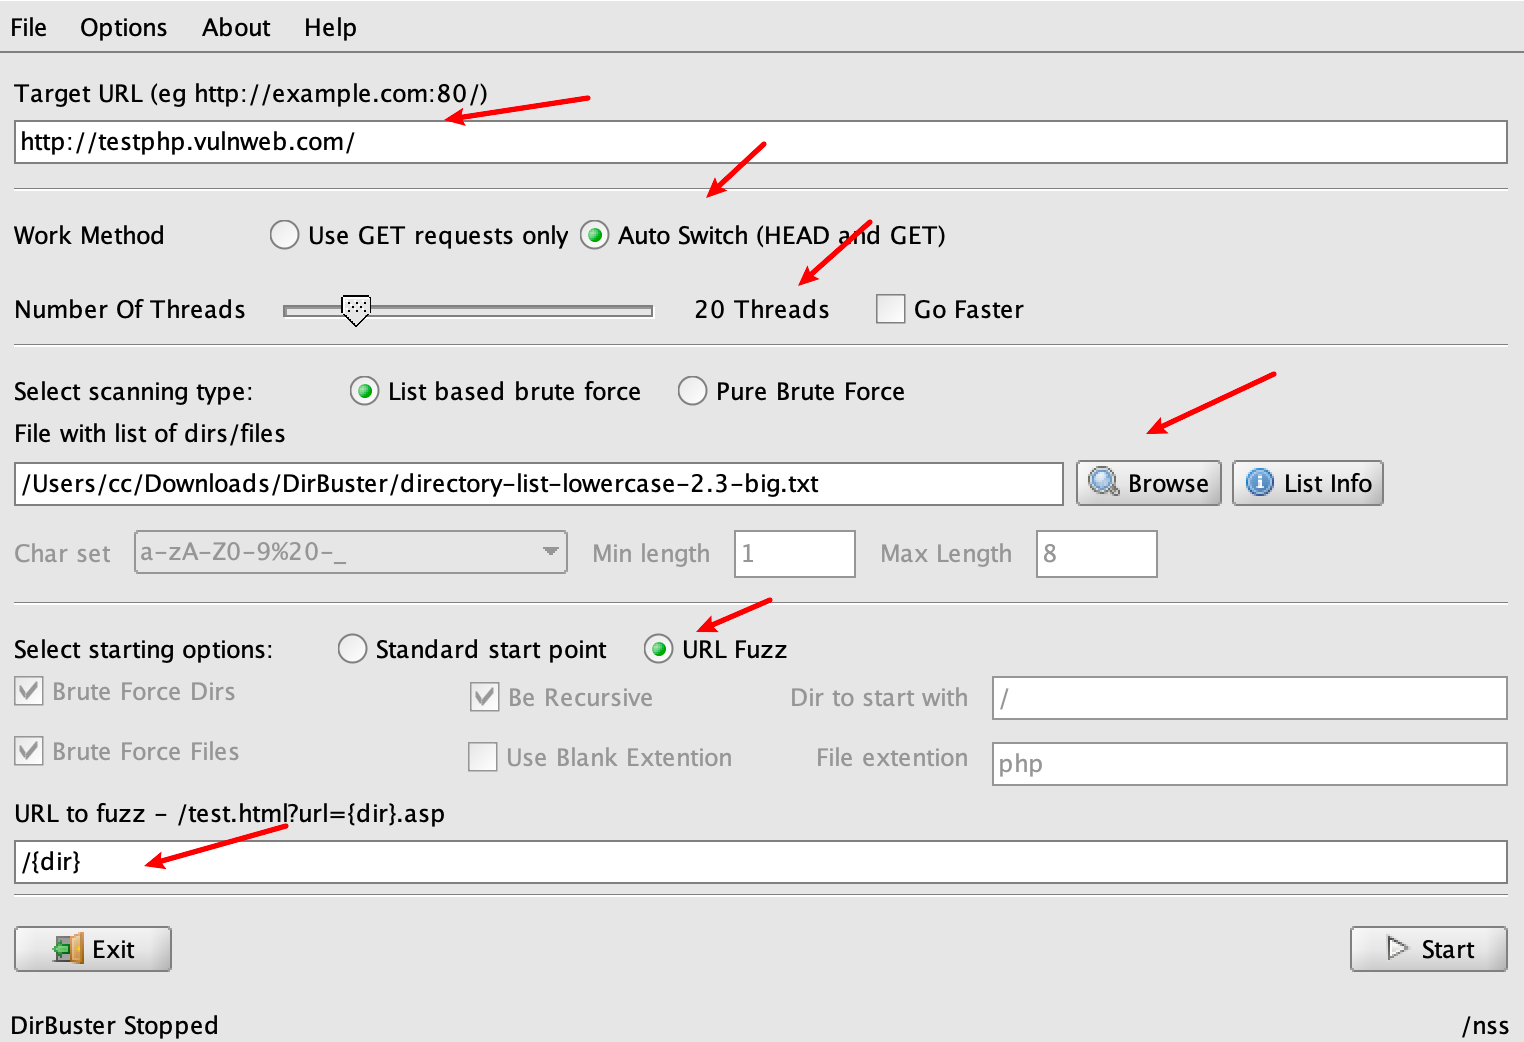 File Options About Help
Target URL (eg http://example.com:80/)
http://testphp.vulnweb.com/
Work Method Use GET requests only Auto Switch (HEAD and GET)
Number Of Threads 20 Threads Go Faster
Select scanning type: List based brute force Pure Brute Force
File with list of dirs/files
/Users/cc/Downloads/DirBuster/directory-list-lowercase-2.3-big.txt Browse List Info
Char set a-zA-Z0-9%20-_ Min length 1 Max Length 8
Select starting options: Standard start point URL Fuzz
Brute Force Dirs Be Recursive Dir to start with /
Brute Force Files Use Blank Extention File extention php
URL to fuzz - /test.html?url={dir}.asp
/{dir}
Exit Start
DirBuster Stopped /nss